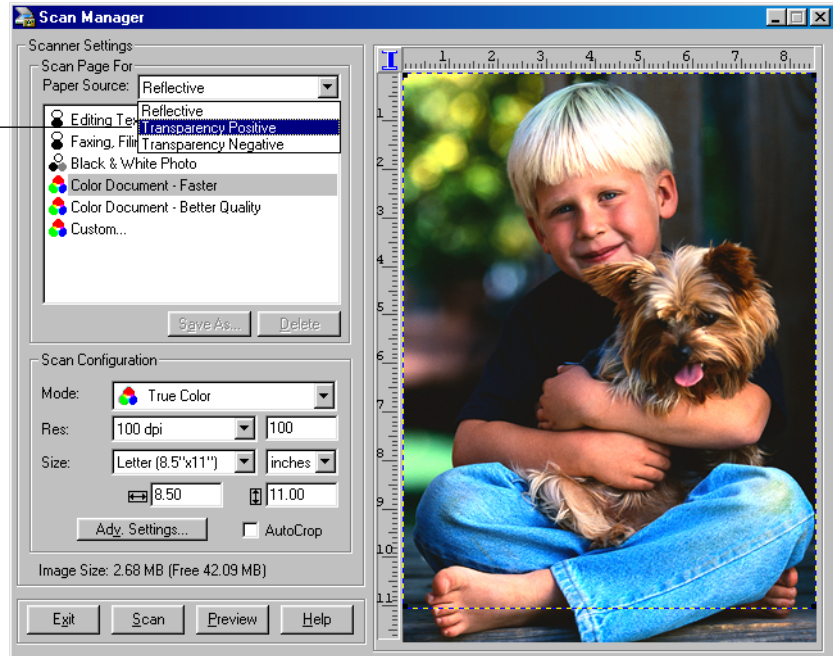 Scan Manager
Scanner Settings
Scan Page For
Paper Source: Reflective
Reflective
Transparency Positive
Transparency Negative
Editing Te
Faxing, Fili
Black & White Photo
Color Document - Faster
Color Document - Better Quality
Custom...
Save As... Delete
Scan Configuration
Mode: True Color
Res: 100 dpi 100
Size: Letter (8.5"x11") inches
8.50 11.00
Adv. Settings... AutoCrop
Image Size: 2.68 MB (Free 42.09 MB)
Exit Scan Preview Help
1 2 3 4 5 6 7 8
1
2
3
4
5
6
7
8
9
10
11